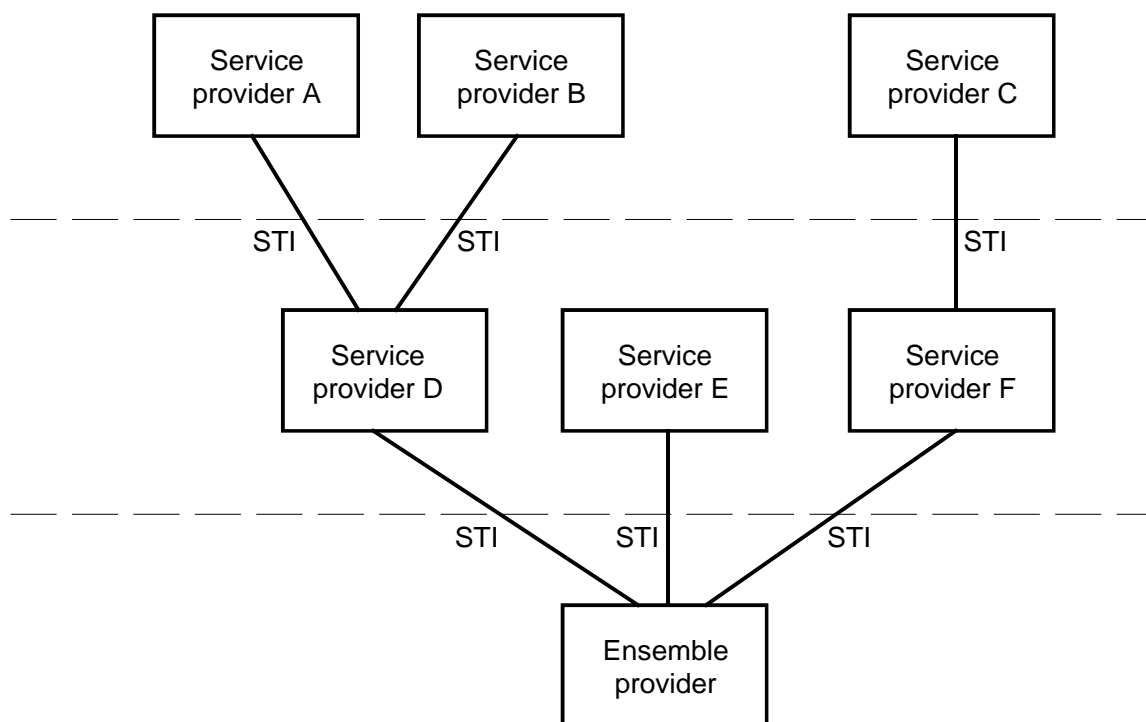 Service
provider A
Service
provider B
Service
provider C
STI
STI
STI
Service
provider D
Service
provider E
Service
provider F
STI
STI
STI
Ensemble
provider